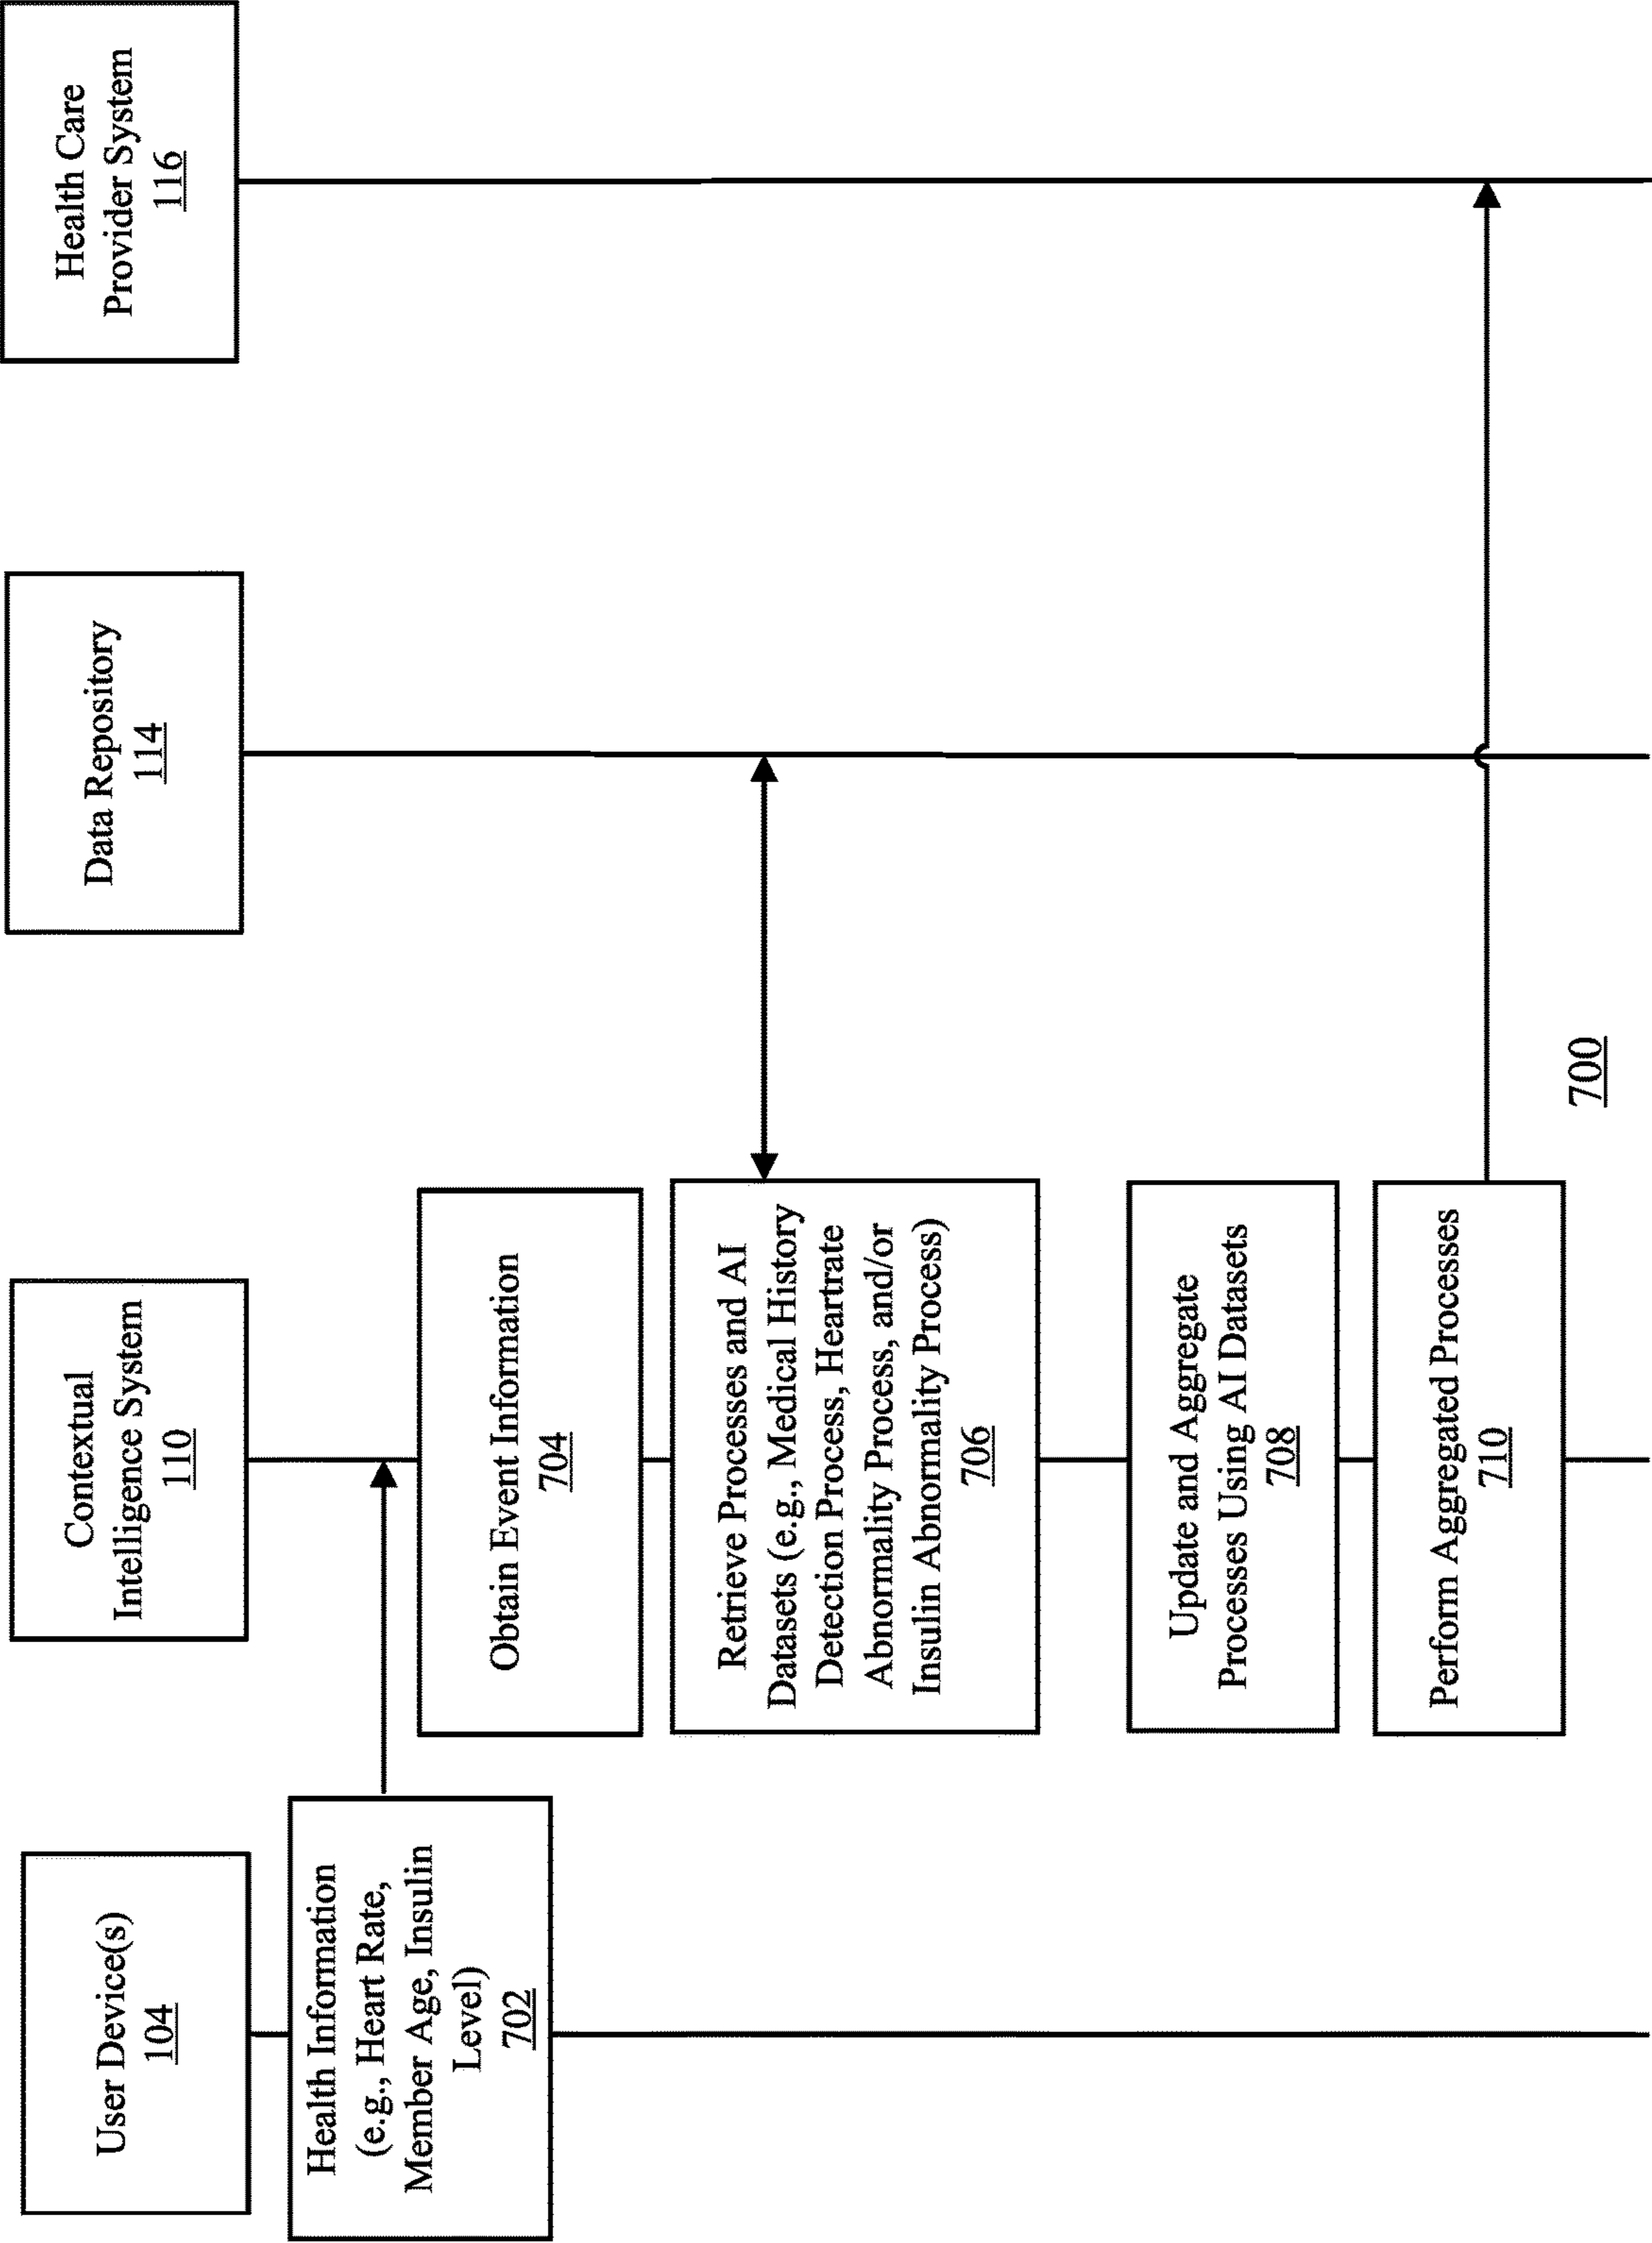 User Device(s)
104
Contextual
Intelligence System
110
Data Repository
114
Health Care
Provider System
116
Health Information
(e.g., Heart Rate,
Member Age, Insulin
Level)
702
Obtain Event Information
704
Retrieve Processes and AI
Datasets (e.g., Medical History
Detection Process, Heartrate
Abnormality Process, and/or
Insulin Abnormality Process)
706
Update and Aggregate
Processes Using AI Datasets
708
Perform Aggregated Processes
710
700